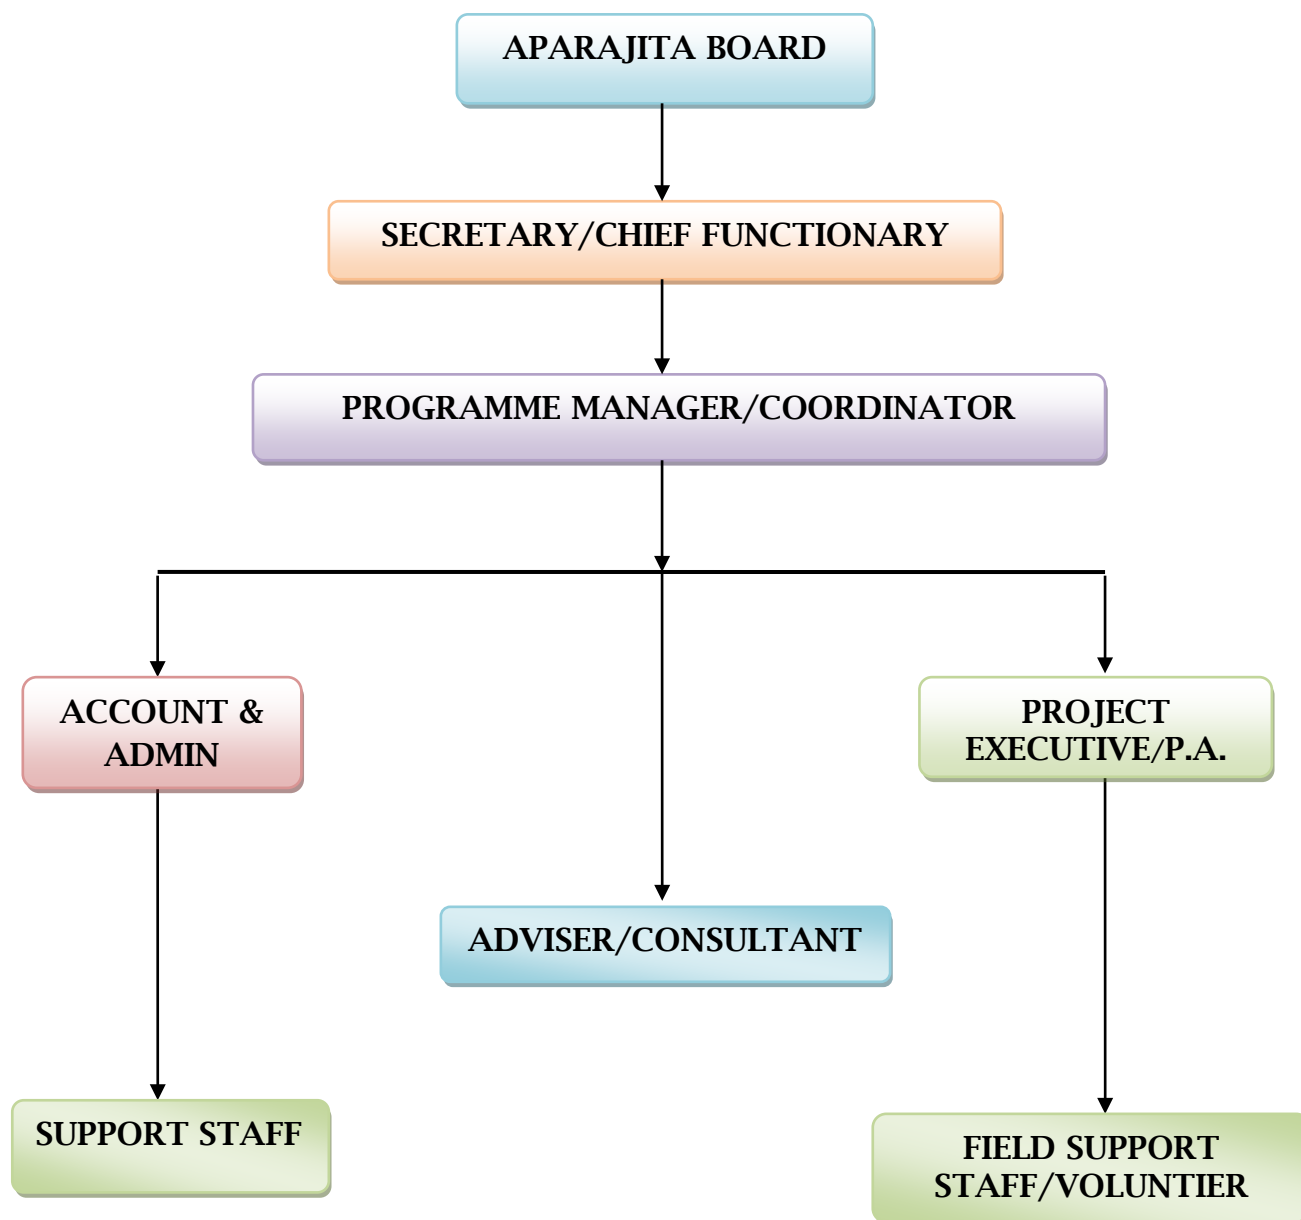 APARAJITA BOARD
SECRETARY/CHIEF FUNCTIONARY
PROGRAMME MANAGER/COORDINATOR
ACCOUNT &
ADMIN
PROJECT
EXECUTIVE/P.A.
ADVISER/CONSULTANT
SUPPORT STAFF
FIELD SUPPORT
STAFF/VOLUNTIER